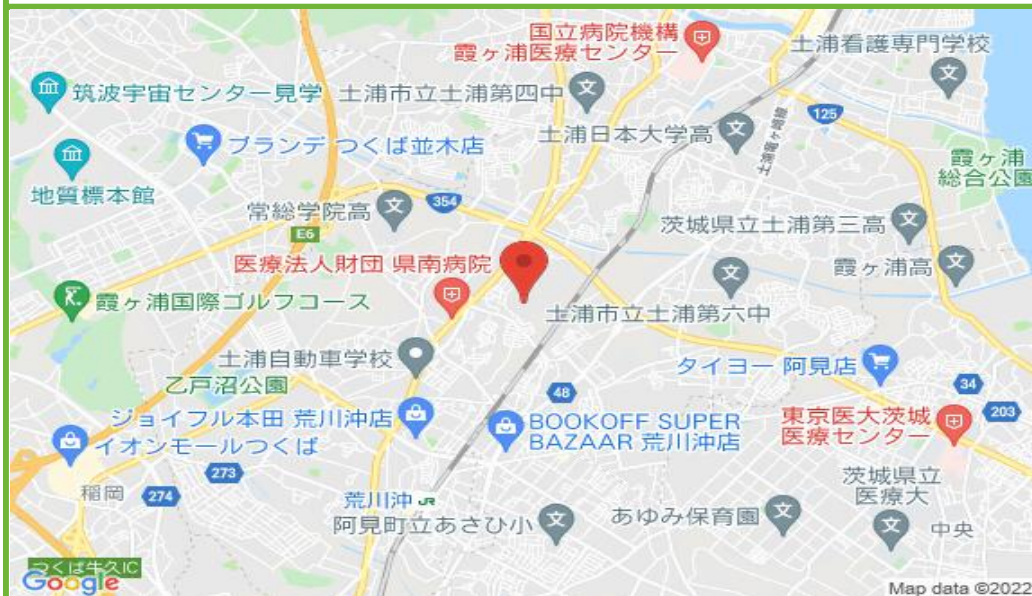 国立病院機構
霞ヶ浦医療センター
土浦看護専門学校
筑波宇宙センター見学
土浦市立土浦第四中
125
ブランデ つくば並木店
土浦日本大学高
霞ヶ浦
総合公園
地質標本館
常総学院高
354
茨城県立土浦第三高
E6
医療法人財団 県南病院
霞ヶ浦高
霞ヶ浦国際ゴルフコース
土浦市立土浦第六中
土浦自動車学校
タイヨー 阿見店
乙戸沼公園
48
34
ジョイフル本田 荒川沖店
BOOKOFF SUPER
BAZAAR 荒川沖店
東京医大茨城
医療センター
203
イオンモールつくば
273
稲岡
274
荒川沖 JR
茨城県立
医療大
阿見町立あさひ小
あゆみ保育園
中央
つくば牛久IC
Google
Map data ©2022